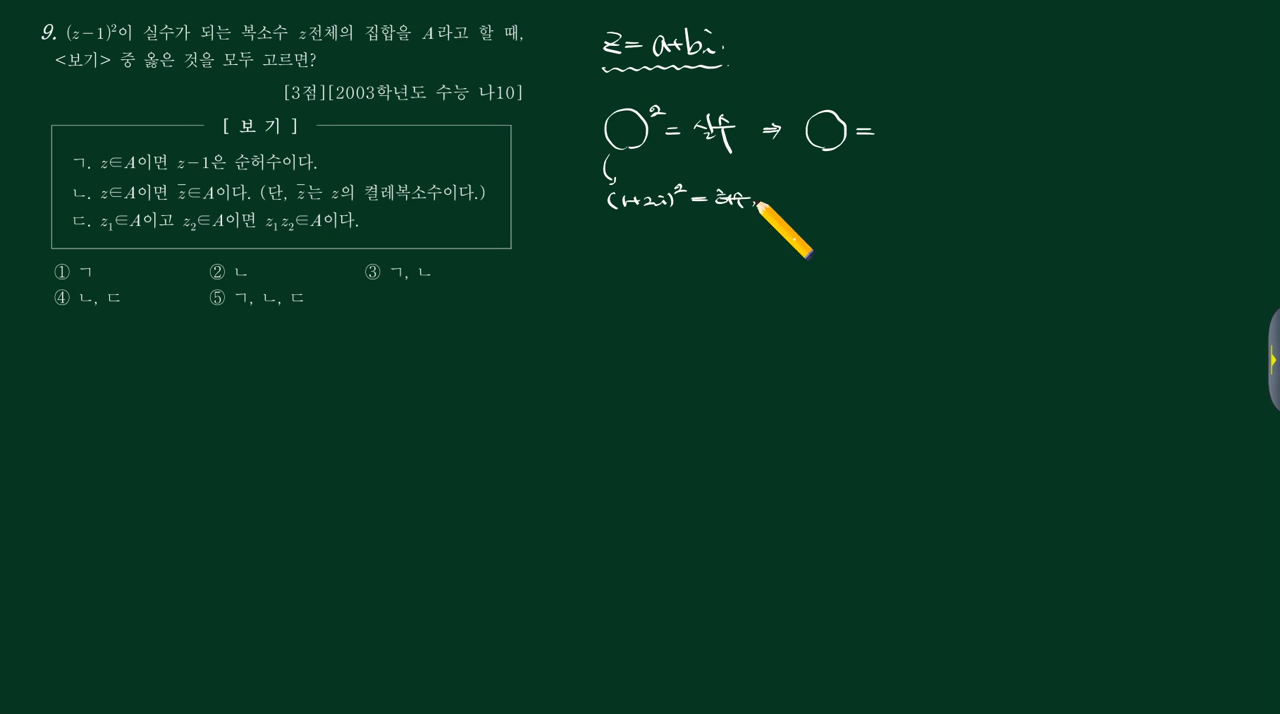 9. (z-1)²이 실수가 되는 복소수 z전체의 집합을 A라고 할 때,
<보기> 중 옳은 것을 모두 고르면?
[3점][2003학년도 수능 나10]
[ 보 기 ]
ㄱ. z∈A이면 z-1은 순허수이다.
ㄴ. z∈A이면 z̅∈A이다. (단, z̅는 z의 켤레복소수이다.)
ㄷ. z₁∈A이고 z₂∈A이면 z₁z₂∈A이다.
① ㄱ ② ㄴ ③ ㄱ, ㄴ
④ ㄴ, ㄷ ⑤ ㄱ, ㄴ, ㄷ
z = a+bi.
○² = 실수 ⇒ ○ =
(1+2i)² = 허수.